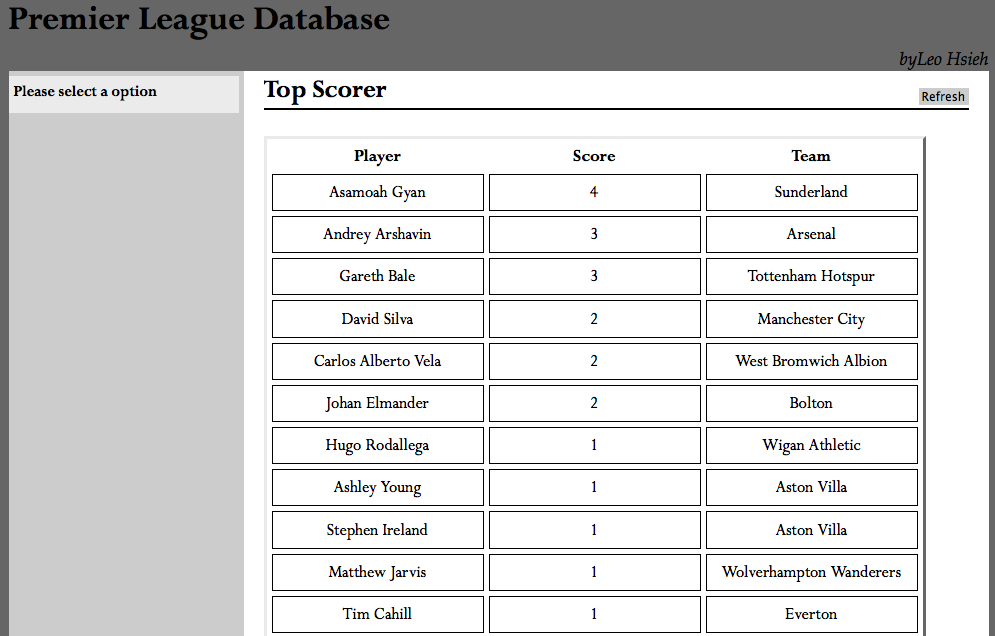 Premier League Database
byLeo Hsieh
Please select a option
Top Scorer
Refresh
Player Score Team
Asamoah Gyan 4 Sunderland
Andrey Arshavin 3 Arsenal
Gareth Bale 3 Tottenham Hotspur
David Silva 2 Manchester City
Carlos Alberto Vela 2 West Bromwich Albion
Johan Elmander 2 Bolton
Hugo Rodallega 1 Wigan Athletic
Ashley Young 1 Aston Villa
Stephen Ireland 1 Aston Villa
Matthew Jarvis 1 Wolverhampton Wanderers
Tim Cahill 1 Everton